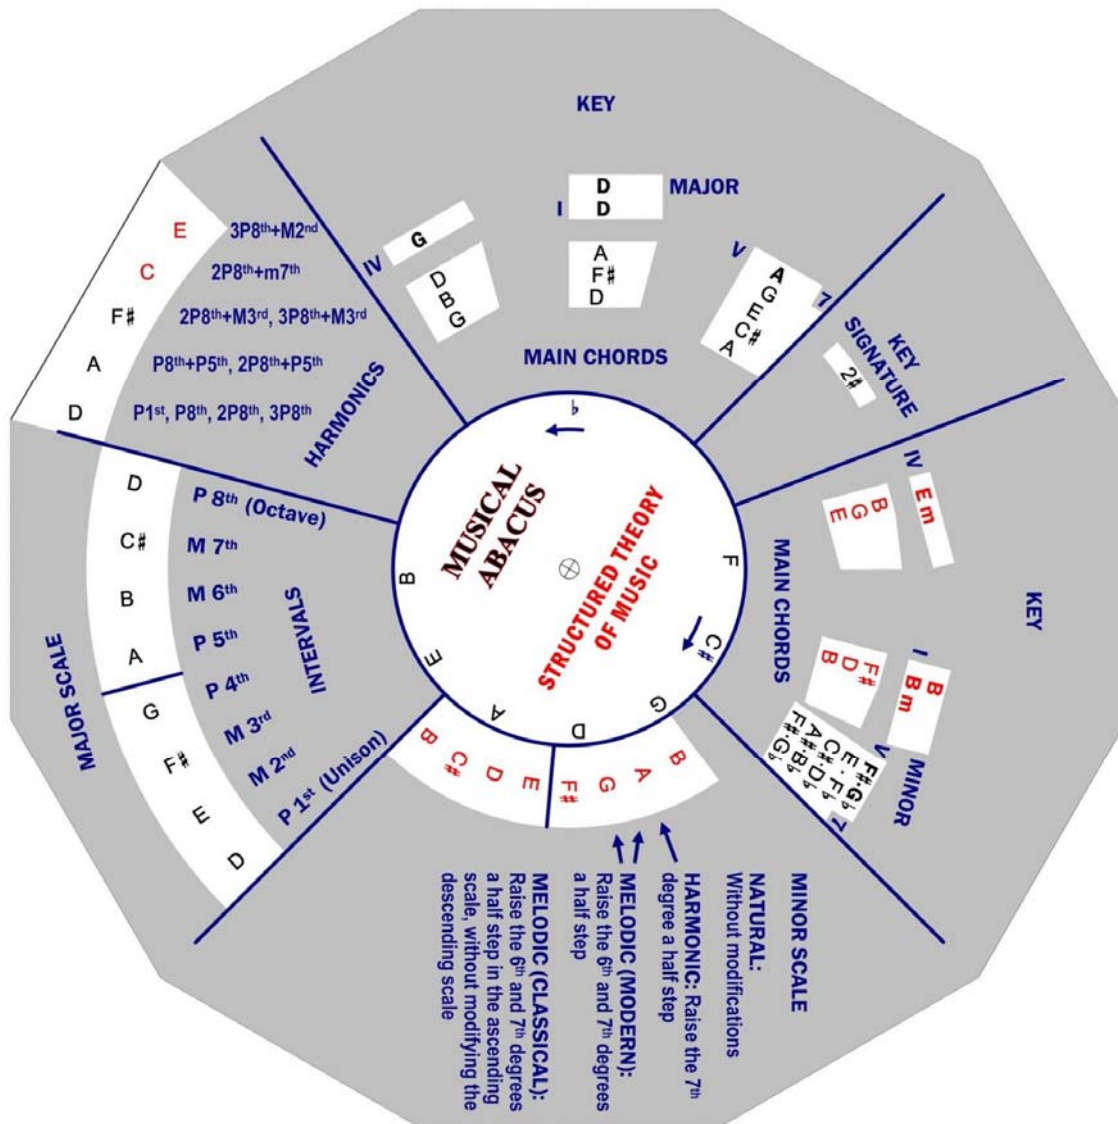 KEY
MAJOR
D
D
I
A
F#
D
IV
G
D
B
G
V
A
G
E
C#
A
7
MAIN CHORDS
KEY
SIGNATURE
2#
KEY
IV
E m
B
G
E
MAIN CHORDS
I
B
B m
F#
D
B
MINOR
V
F#·G♭
E·F♭
C#·D♭
A#·B♭
F#·G♭
7
HARMONICS
E
3P8th+M2nd
C
2P8th+m7th
F#
2P8th+M3rd, 3P8th+M3rd
A
P8th+P5th, 2P8th+P5th
D
P1st, P8th, 2P8th, 3P8th
MAJOR SCALE
INTERVALS
D
P 8th (Octave)
C#
M 7th
B
M 6th
A
P 5th
G
P 4th
F#
M 3rd
E
M 2nd
D
P 1st (Unison)
♭
MUSICAL
ABACUS
STRUCTURED THEORY
OF MUSIC
F
C#
G
D
A
E
B
B
C#
D
E
F#
G
A
B
MINOR SCALE
NATURAL:
Without modifications
HARMONIC: Raise the 7th
degree a half step
MELODIC (MODERN):
Raise the 6th and 7th degrees
a half step
MELODIC (CLASSICAL):
Raise the 6th and 7th degrees
a half step in the ascending
scale, without modifying the
descending scale